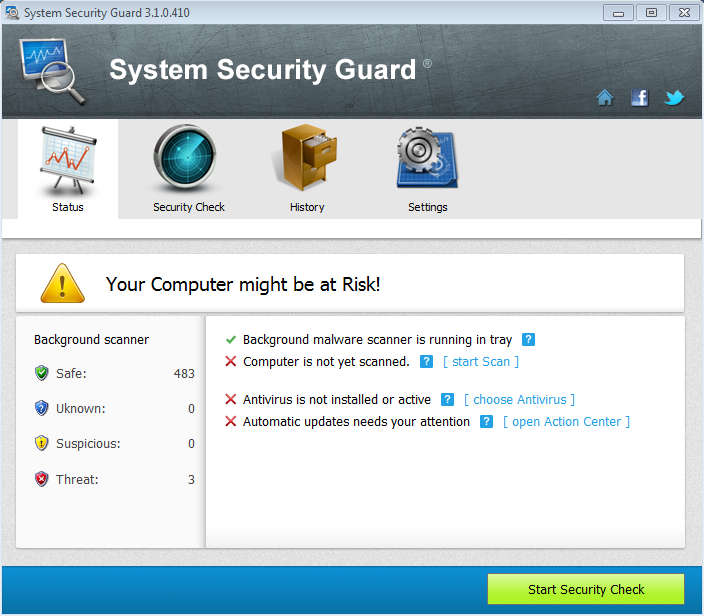 System Security Guard 3.1.0.410
System Security Guard ®
Status
Security Check
History
Settings
Your Computer might be at Risk!
Background scanner
Safe: 483
Uknown: 0
Suspicious: 0
Threat: 3
Background malware scanner is running in tray ?
Computer is not yet scanned. ? [ start Scan ]
Antivirus is not installed or active ? [ choose Antivirus ]
Automatic updates needs your attention ? [ open Action Center ]
Start Security Check